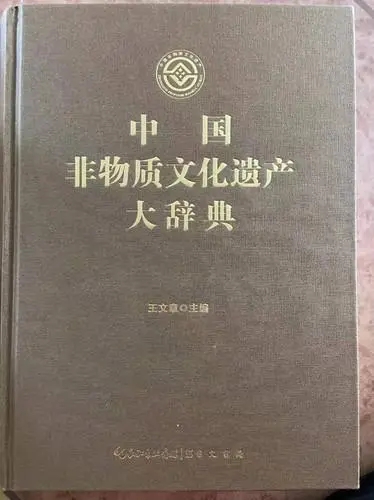 中国
非物质文化遗产
大辞典
王文章◎主编